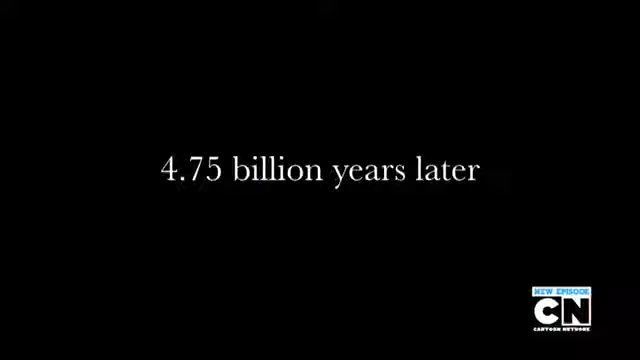 4.75 billion years later
NEW EPISODE
CN
CARTOON NETWORK